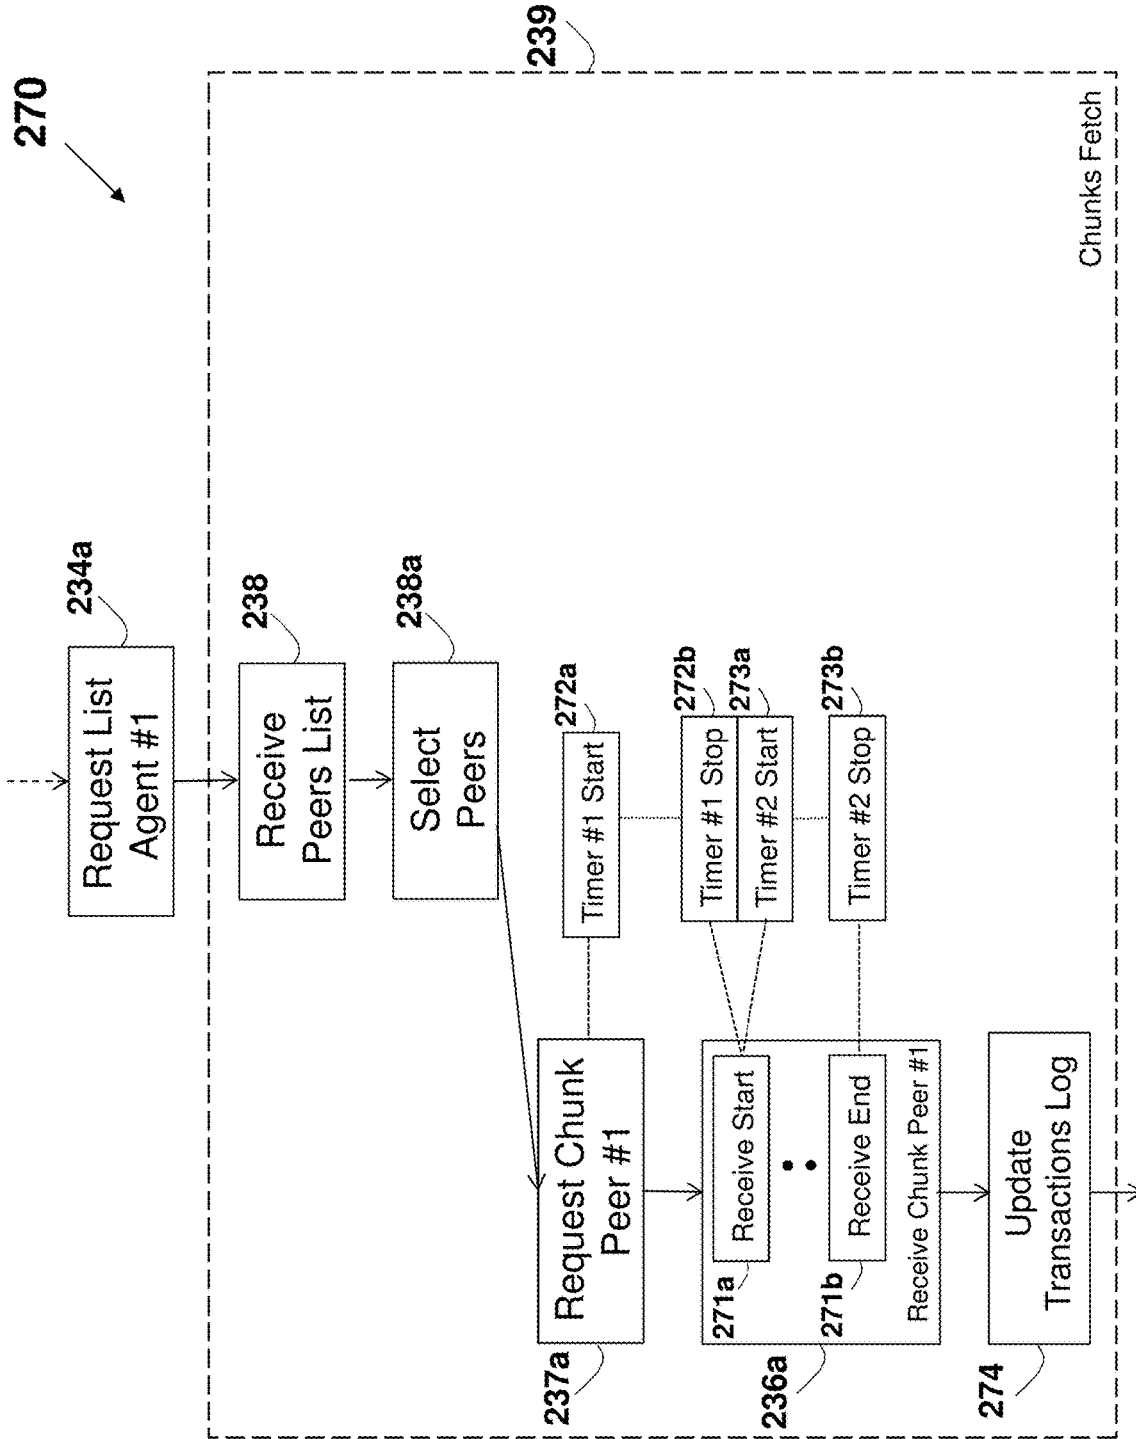 270
239
Request List
Agent #1
234a
Receive
Peers List
238
Select
Peers
238a
Request Chunk
Peer #1
237a
Timer #1 Start
272a
Timer #1 Stop
272b
Timer #2 Start
273a
Timer #2 Stop
273b
Receive Start
271a
Receive End
271b
Receive Chunk Peer #1
236a
Update
Transactions Log
274
Chunks Fetch